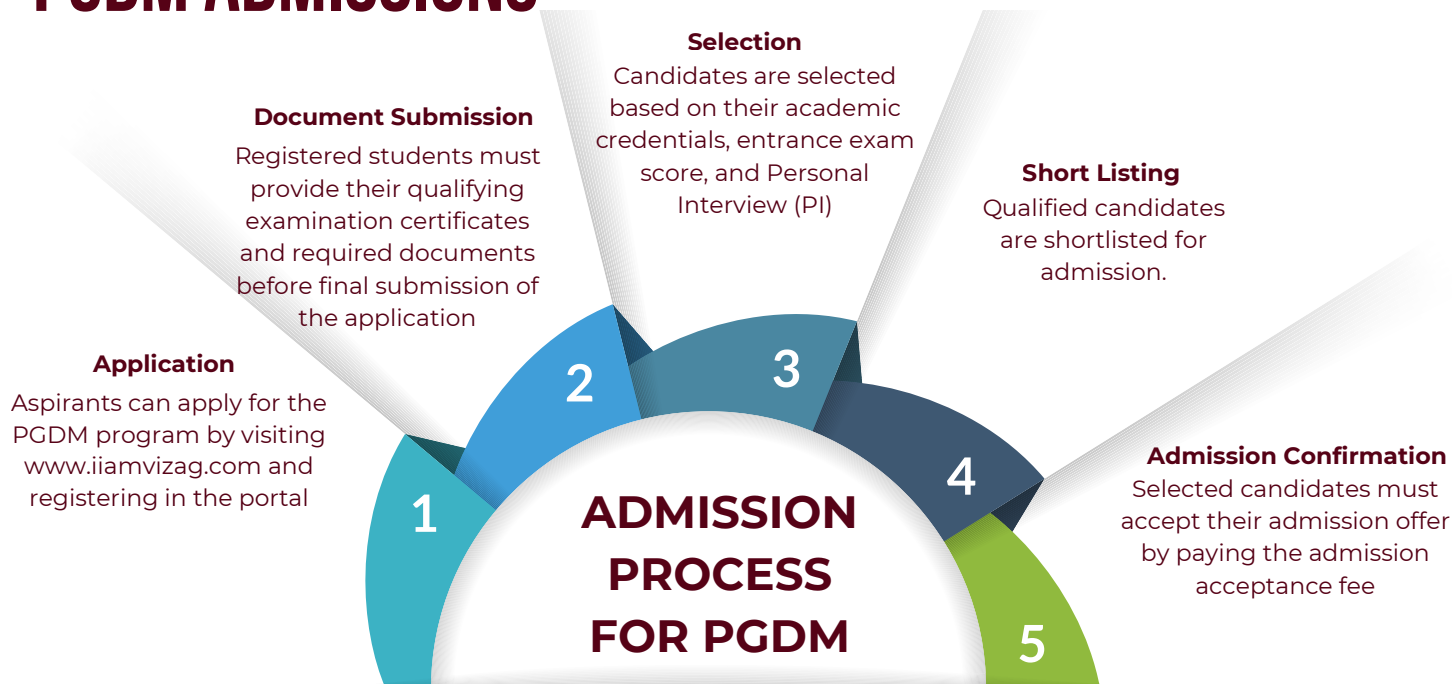 PGDM ADMISSIONS
Application
Aspirants can apply for the
PGDM program by visiting
www.iiamvizag.com and
registering in the portal
Document Submission
Registered students must
provide their qualifying
examination certificates
and required documents
before final submission of
the application
Selection
Candidates are selected
based on their academic
credentials, entrance exam
score, and Personal
Interview (PI)
Short Listing
Qualified candidates
are shortlisted for
admission.
Admission Confirmation
Selected candidates must
accept their admission offer
by paying the admission
acceptance fee
1
2
3
4
5
ADMISSION
PROCESS
FOR PGDM